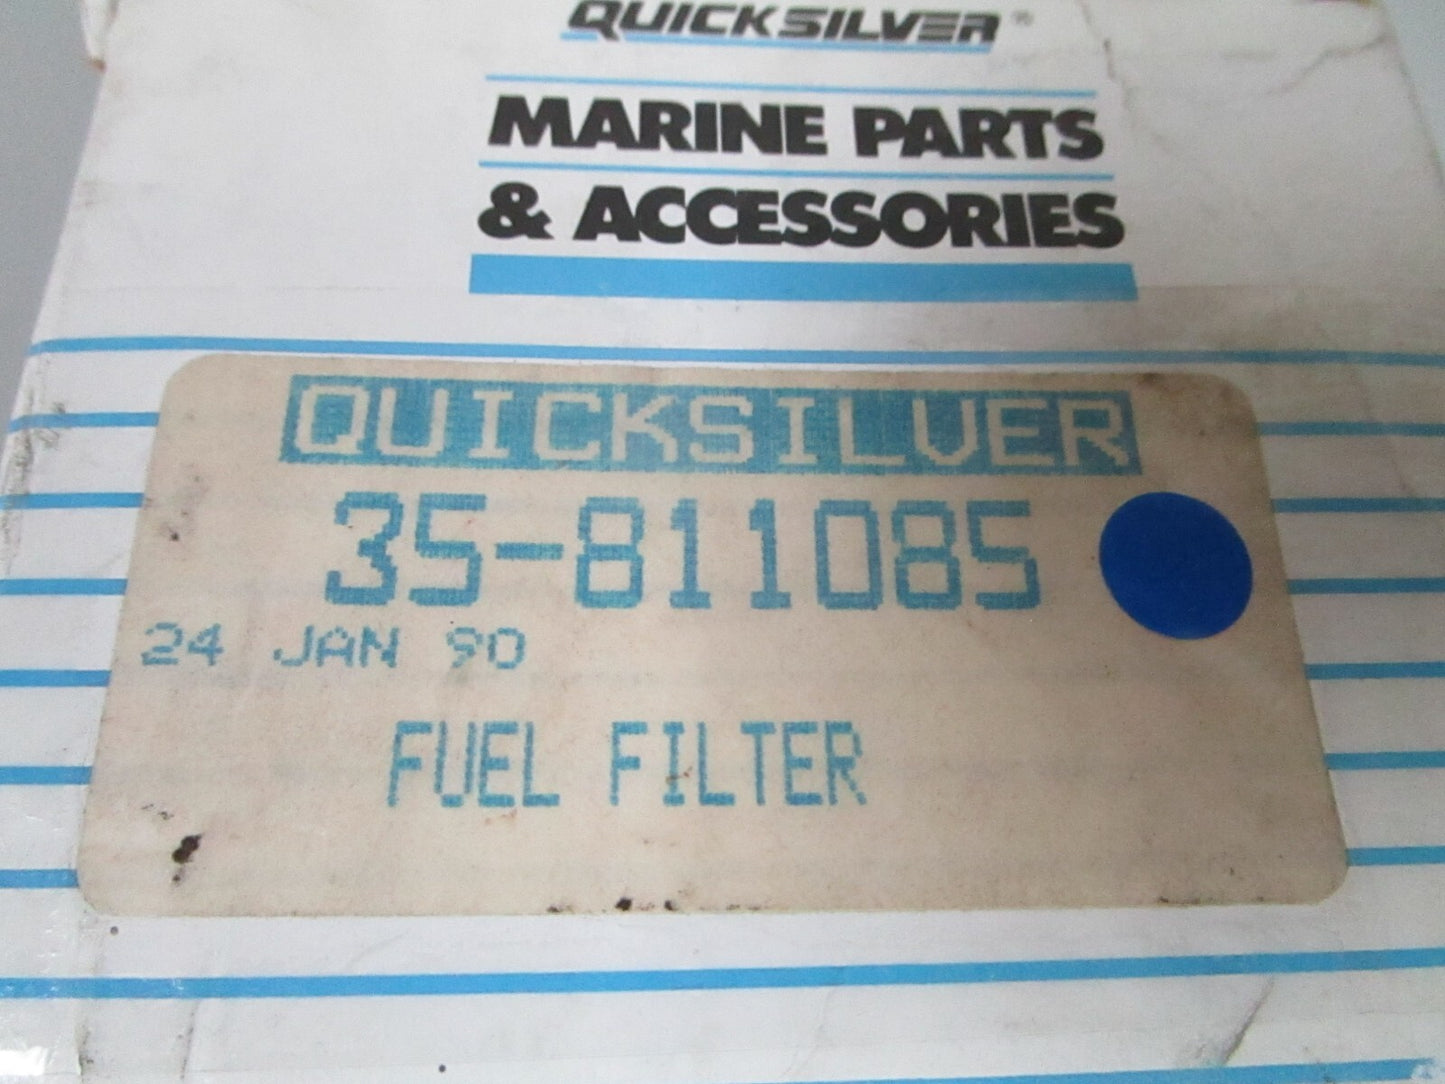 QUICKSILVER®
MARINE PARTS
& ACCESSORIES
QUICKSILVER
35-811085
24 JAN 90
FUEL FILTER